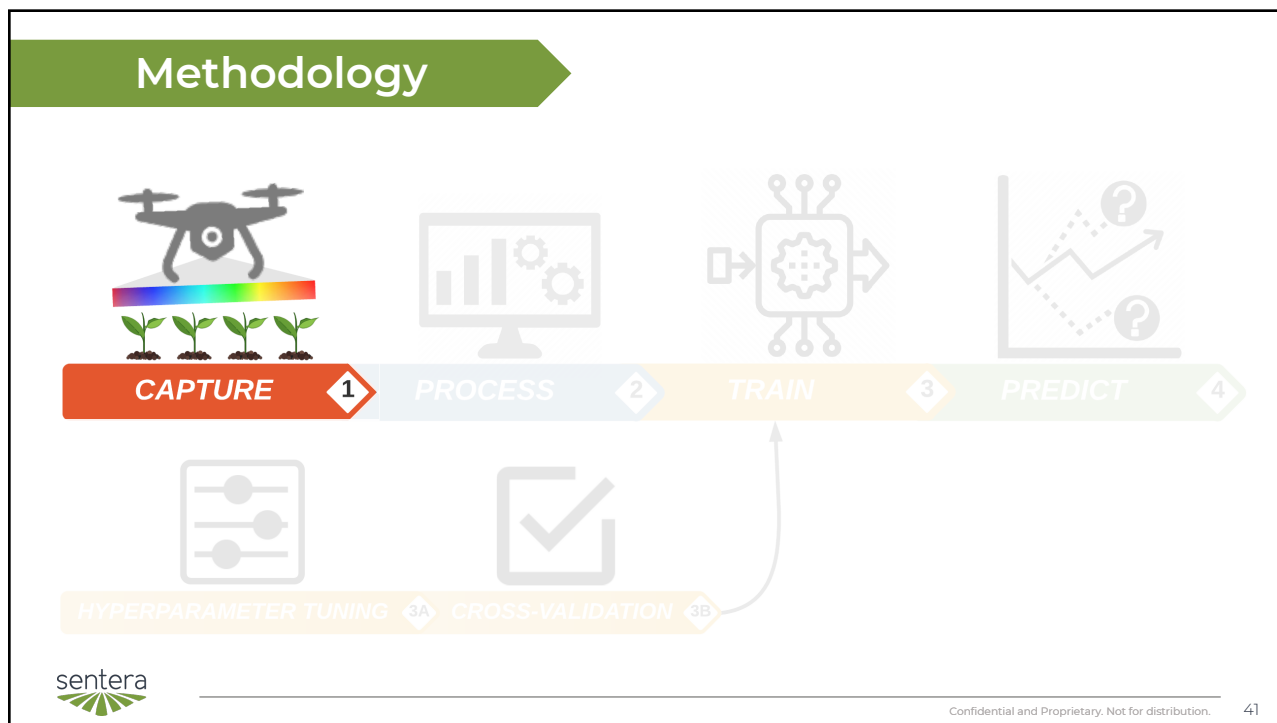 Methodology
CAPTURE 1 PROCESS 2 TRAIN 3 PREDICT 4
HYPERPARAMETER TUNING 3A CROSS-VALIDATION 3B
sentera
Confidential and Proprietary. Not for distribution. 41